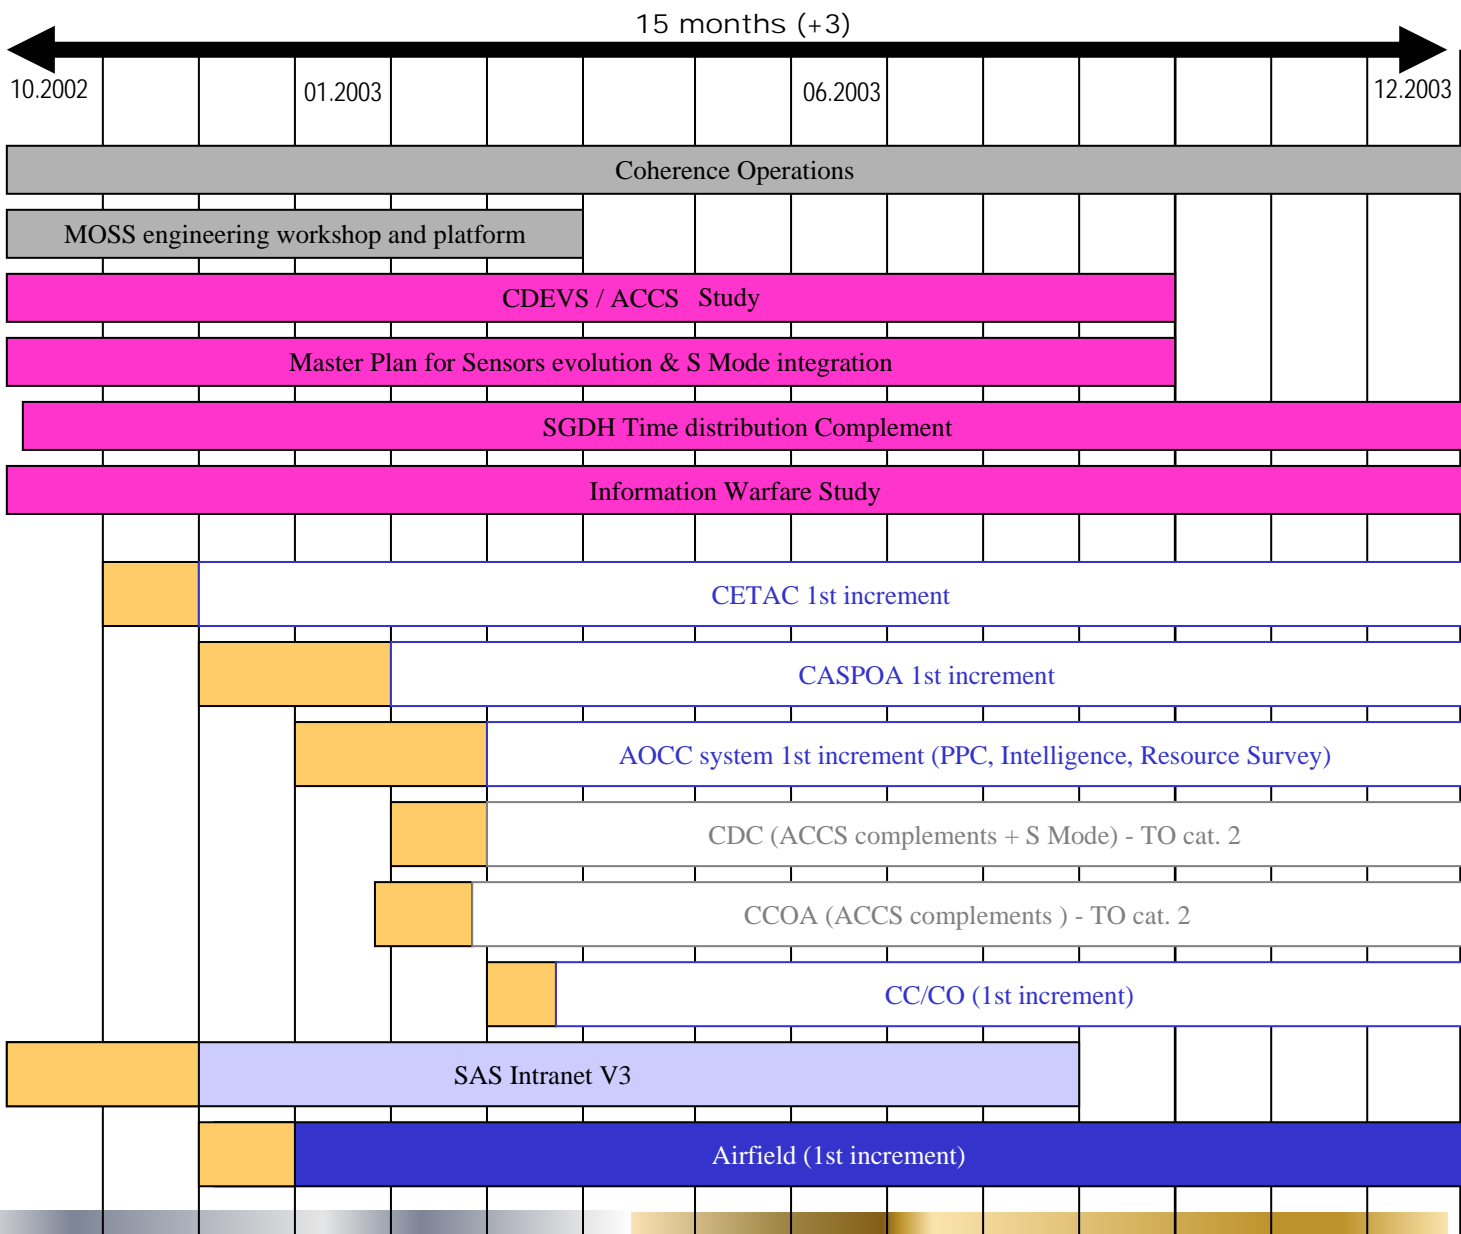 15 months (+3)
10.2002 01.2003 06.2003 12.2003
Coherence Operations
MOSS engineering workshop and platform
CDEVS / ACCS Study
Master Plan for Sensors evolution & S Mode integration
SGDH Time distribution Complement
Information Warfare Study
CETAC 1st increment
CASPOA 1st increment
AOCC system 1st increment (PPC, Intelligence, Resource Survey)
CDC (ACCS complements + S Mode) - TO cat. 2
CCOA (ACCS complements ) - TO cat. 2
CC/CO (1st increment)
SAS Intranet V3
Airfield (1st increment)